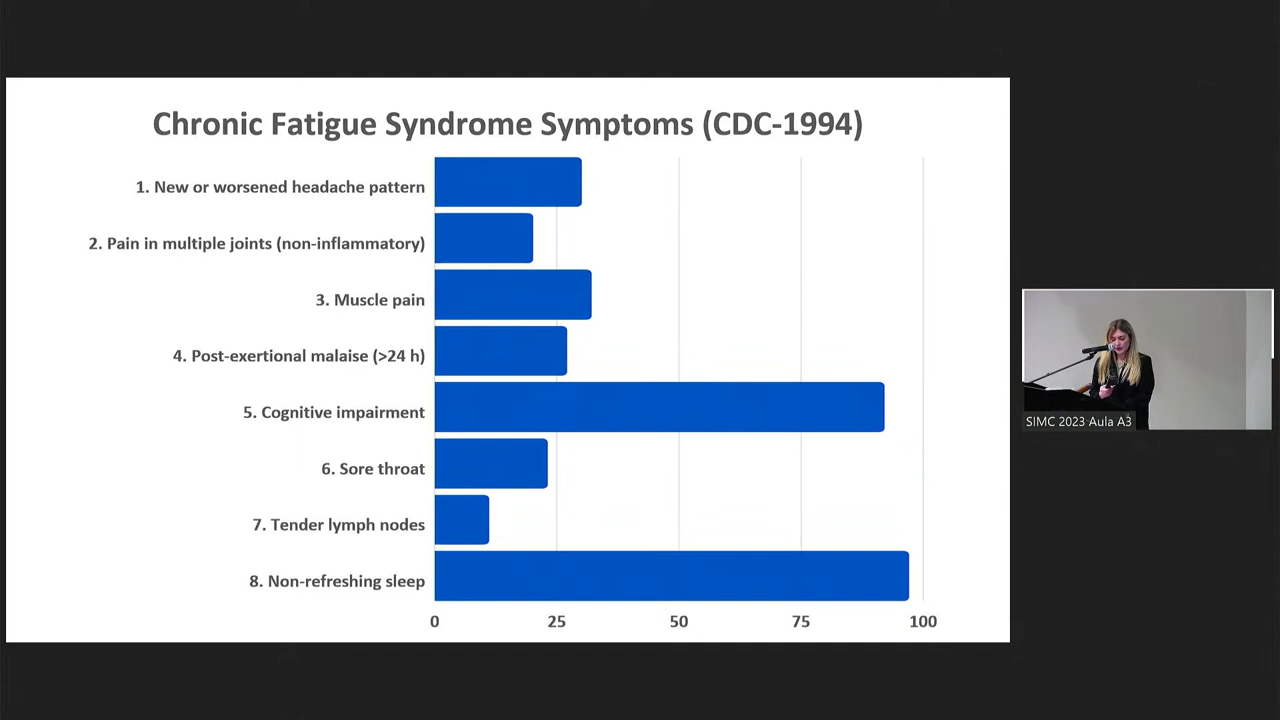 Chronic Fatigue Syndrome Symptoms (CDC-1994)
1. New or worsened headache pattern
2. Pain in multiple joints (non-inflammatory)
3. Muscle pain
4. Post-exertional malaise (>24 h)
5. Cognitive impairment
6. Sore throat
7. Tender lymph nodes
8. Non-refreshing sleep
0 25 50 75 100
SIMC 2023 Aula A3